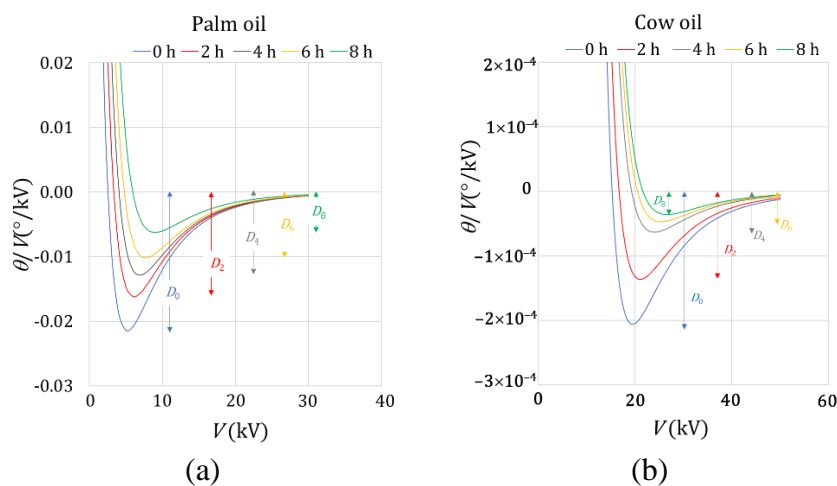 Palm oil
0 h 2 h 4 h 6 h 8 h
0.02
0.01
0.00
-0.01
-0.02
-0.03
θ/V(°/kV)
D₀
D₂
D₄
D₆
D₈
0 10 20 30 40
V(kV)
(a)
Cow oil
0 h 2 h 4 h 6 h 8 h
2×10⁻⁴
1×10⁻⁴
0
−1×10⁻⁴
−2×10⁻⁴
−3×10⁻⁴
θ/V(°/kV)
D₈
D₀
D₂
D₄
D₆
0 20 40 60
V(kV)
(b)